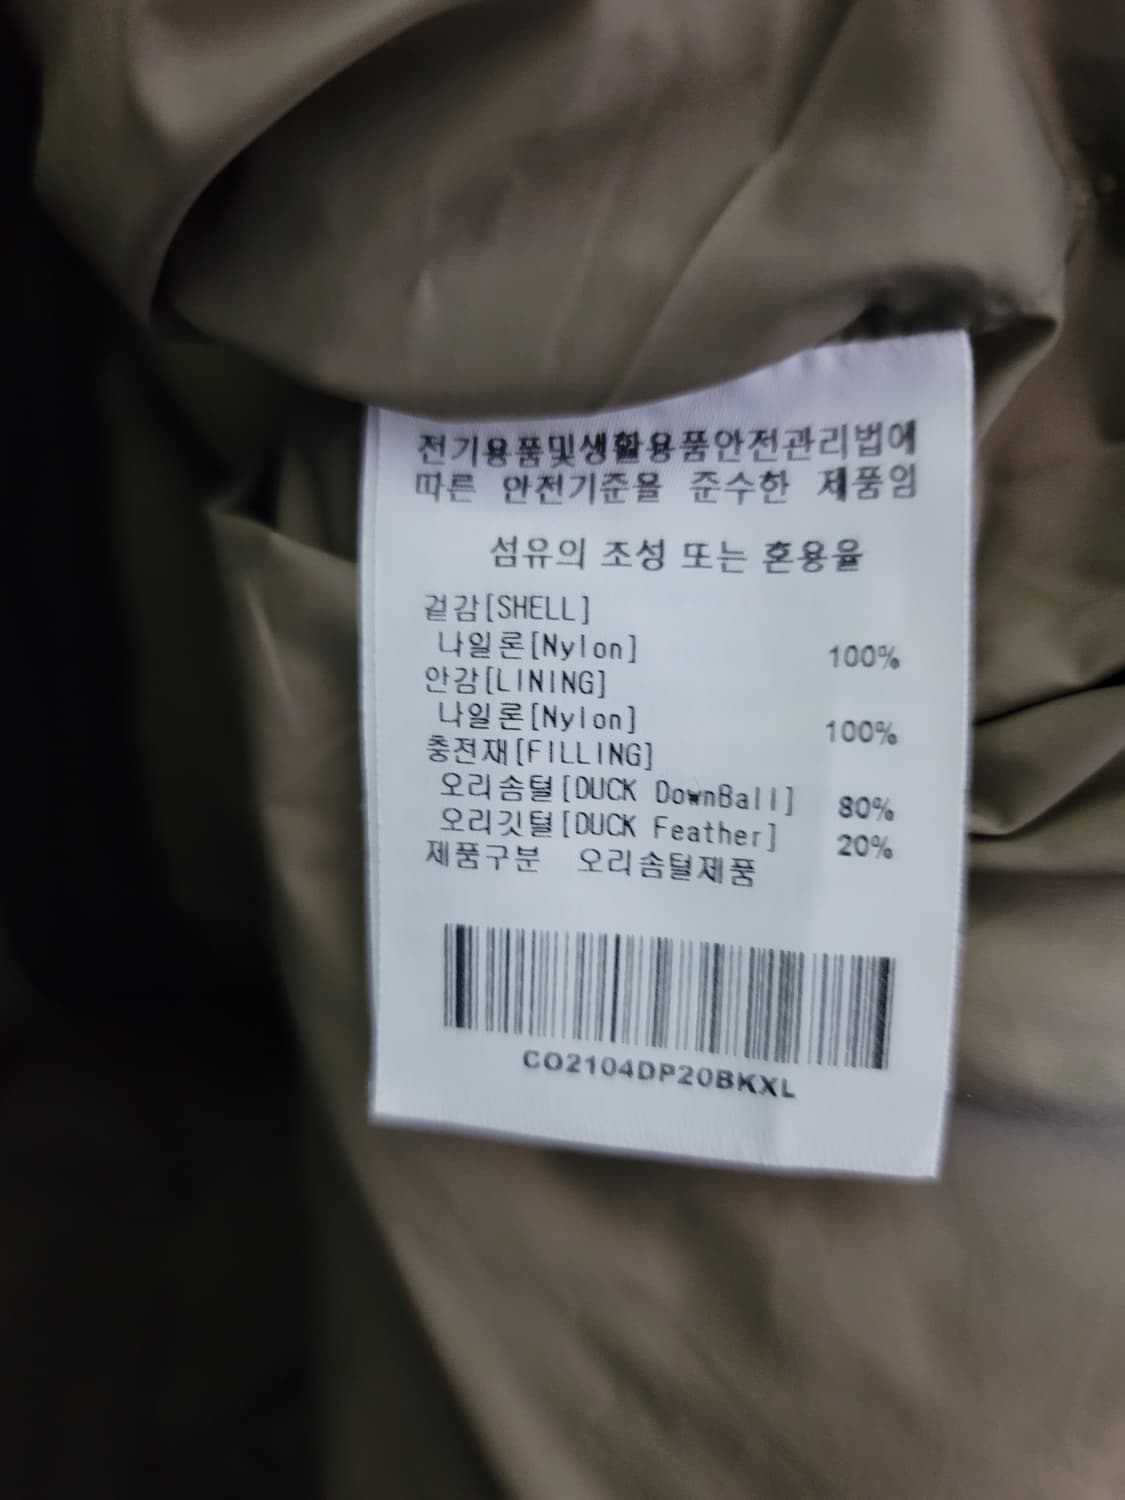 전기용품및생활용품안전관리법에
따른 안전기준을 준수한 제품임
섬유의 조성 또는 혼용율
겉감[SHELL]
나일론[Nylon] 100%
안감[LINING]
나일론[Nylon] 100%
충전재[FILLING]
오리솜털[DUCK DownBall] 80%
오리깃털[DUCK Feather] 20%
제품구분 오리솜털제품
CO2104DP20BKXL